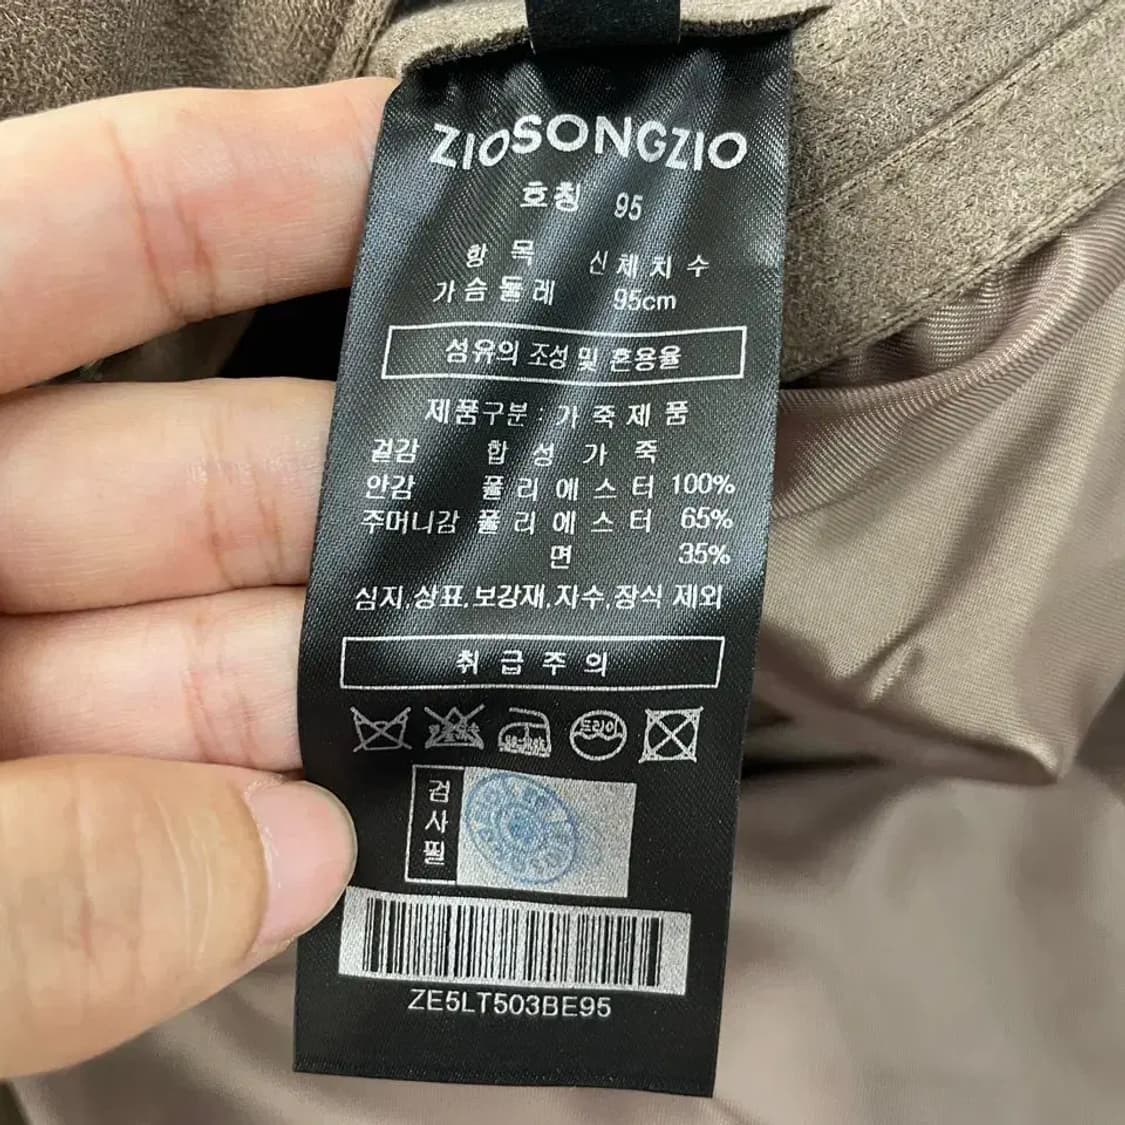 ZIOSONGZIO
호칭 95
항 목 신체치수
가슴둘레 95cm
섬유의 조성 및 혼용율
제품구분 : 가죽제품
겉감 합성가죽
안감 폴리에스터 100%
주머니감 폴리에스터 65%
면 35%
심지,상표,보강재,자수,장식 제외
취급주의
드라이
검사필
ZE5LT503BE95